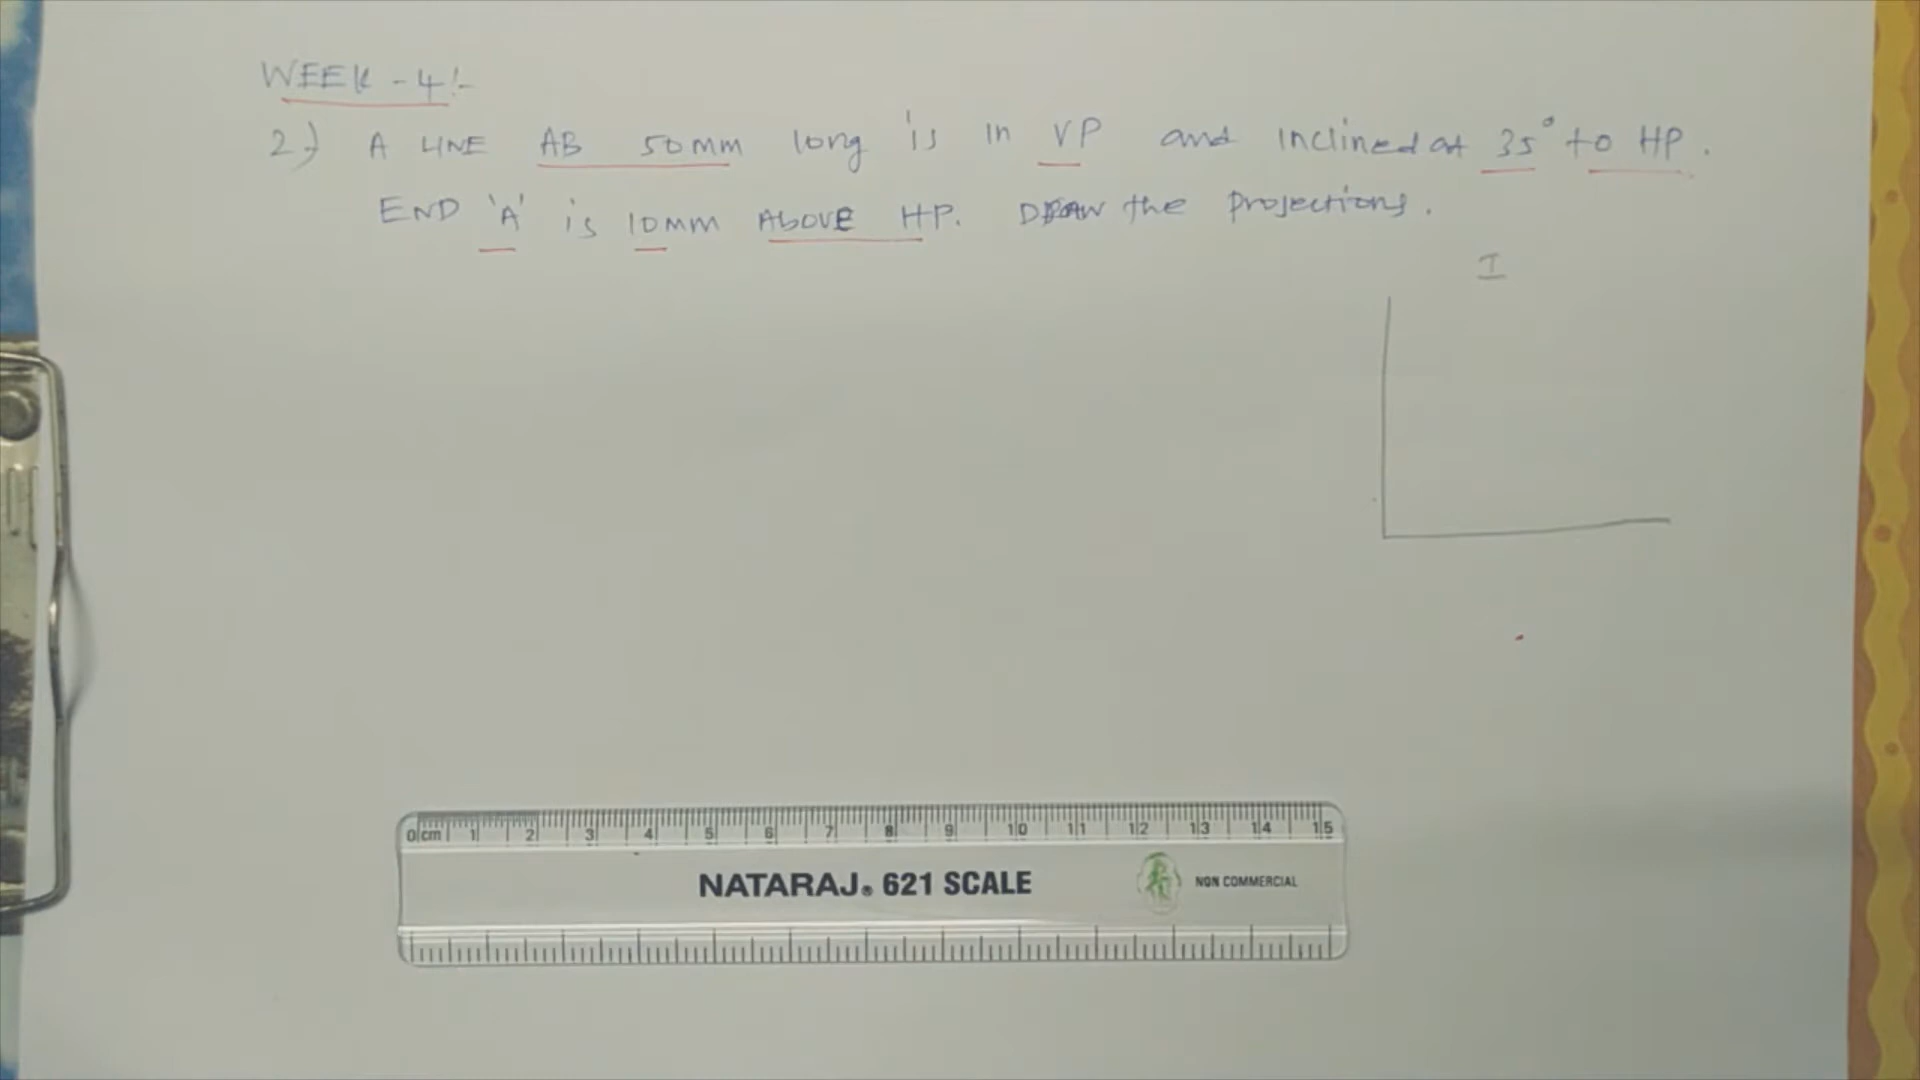 WEEK - 4!-
2) A LINE AB 50mm long is in VP and Inclined at 35° to HP.
END 'A' is 10mm ABOVE HP. DRAW the projections.
I
0 cm 1 2 3 4 5 6 7 8 9 10 11 12 13 14 15
NATARAJ® 621 SCALE
NON COMMERCIAL